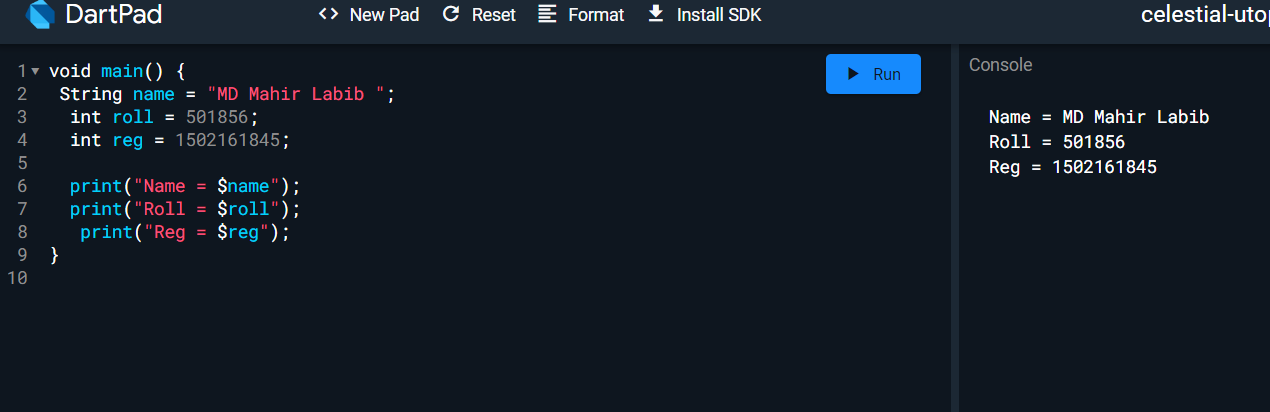 DartPad <> New Pad Reset Format Install SDK celestial-utop
1 void main() {
2 String name = "MD Mahir Labib ";
3 int roll = 501856;
4 int reg = 1502161845;
5
6 print("Name = $name");
7 print("Roll = $roll");
8 print("Reg = $reg");
9 }
10
Run
Console
Name = MD Mahir Labib
Roll = 501856
Reg = 1502161845